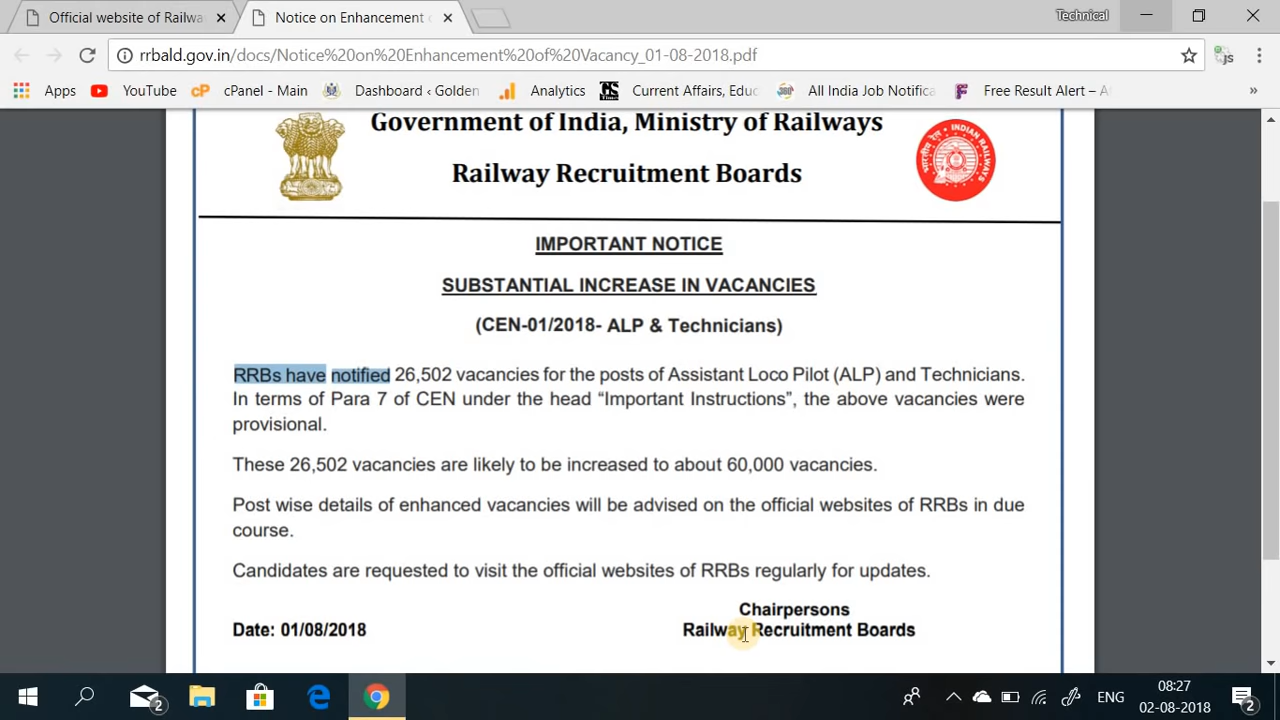 Official website of Railwa
Notice on Enhancement
Technical
rrbald.gov.in/docs/Notice%20on%20Enhancement%20of%20Vacancy_01-08-2018.pdf
Apps YouTube cPanel - Main Dashboard ‹ Golden Analytics Current Affairs, Educ All India Job Notifica Free Result Alert – A
Government of India, Ministry of Railways
INDIAN RAILWAYS
Railway Recruitment Boards
IMPORTANT NOTICE
SUBSTANTIAL INCREASE IN VACANCIES
(CEN-01/2018- ALP & Technicians)
RRBs have notified 26,502 vacancies for the posts of Assistant Loco Pilot (ALP) and Technicians.
In terms of Para 7 of CEN under the head “Important Instructions”, the above vacancies were
provisional.
These 26,502 vacancies are likely to be increased to about 60,000 vacancies.
Post wise details of enhanced vacancies will be advised on the official websites of RRBs in due
course.
Candidates are requested to visit the official websites of RRBs regularly for updates.
Chairpersons
Date: 01/08/2018 Railway Recruitment Boards
2
ENG
08:27
02-08-2018
2